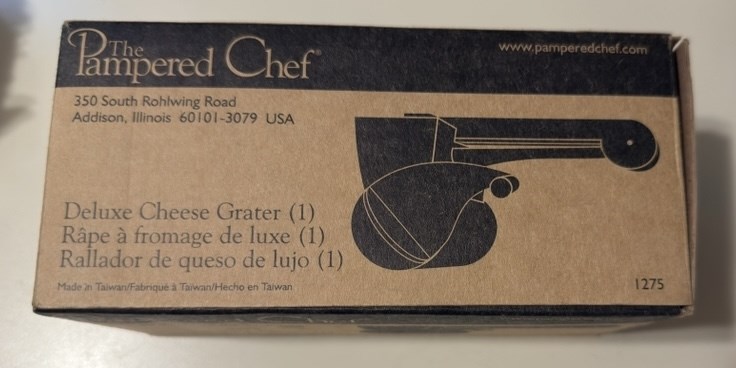 The
Pampered Chef®
www.pamperedchef.com
350 South Rohlwing Road
Addison, Illinois 60101-3079 USA
Deluxe Cheese Grater (1)
Râpe à fromage de luxe (1)
Rallador de queso de lujo (1)
Made in Taiwan/Fabriqué à Taiwan/Hecho en Taiwan
1275
Pampered Chef